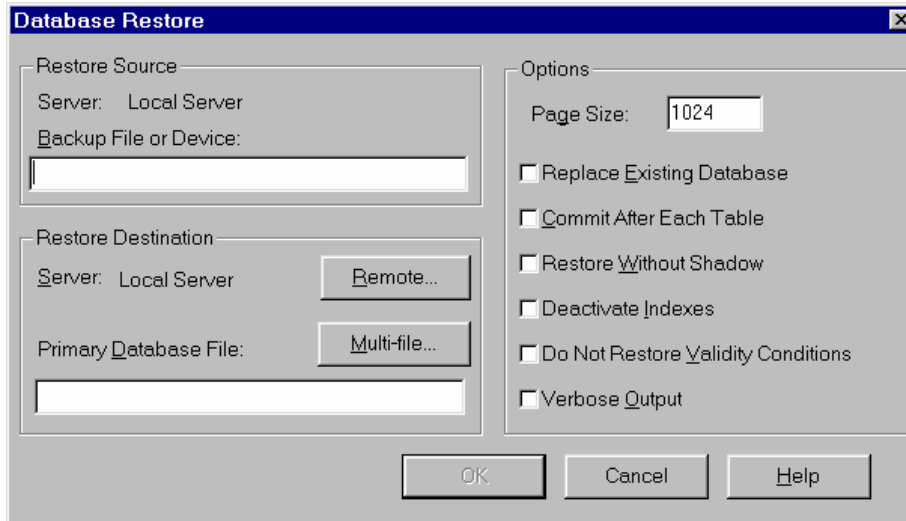 Database Restore
Restore Source
Server: Local Server
Backup File or Device:
Restore Destination
Server: Local Server
Remote...
Primary Database File:
Multi-file...
Options
Page Size: 1024
Replace Existing Database
Commit After Each Table
Restore Without Shadow
Deactivate Indexes
Do Not Restore Validity Conditions
Verbose Output
OK
Cancel
Help